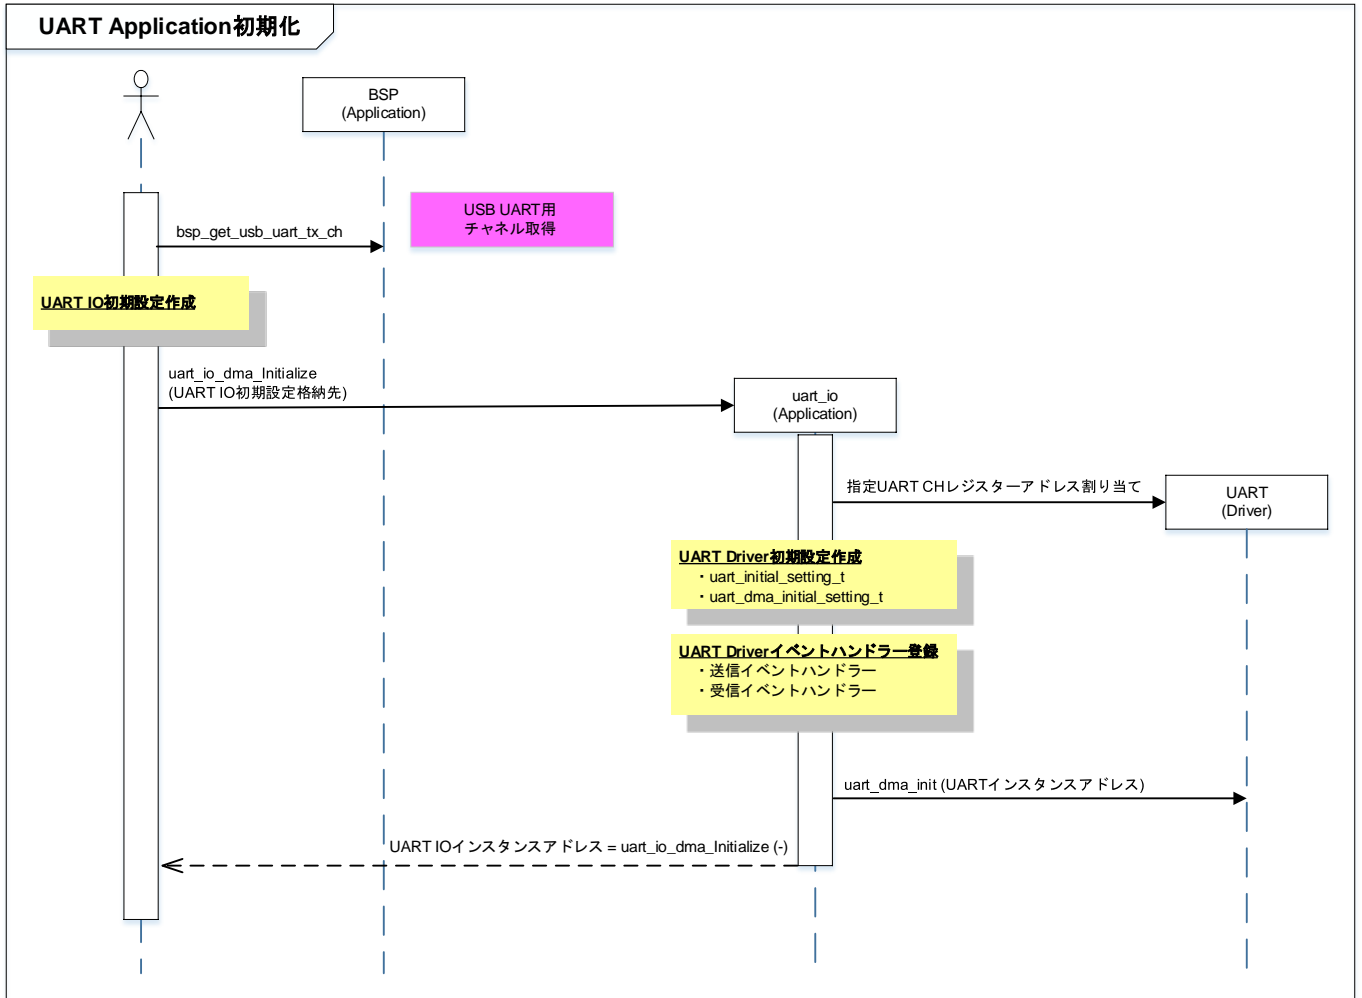 UART Application初期化
BSP
(Application)
USB UART用
チャネル取得
bsp_get_usb_uart_tx_ch
UART IO初期設定作成
uart_io_dma_Initialize
(UART IO初期設定格納先)
uart_io
(Application)
指定UART CHレジスターアドレス割り当て
UART
(Driver)
UART Driver初期設定作成
・uart_initial_setting_t
・uart_dma_initial_setting_t
UART Driverイベントハンドラー登録
・送信イベントハンドラー
・受信イベントハンドラー
uart_dma_init (UARTインスタンスアドレス)
UART IOインスタンスアドレス = uart_io_dma_Initialize (-)